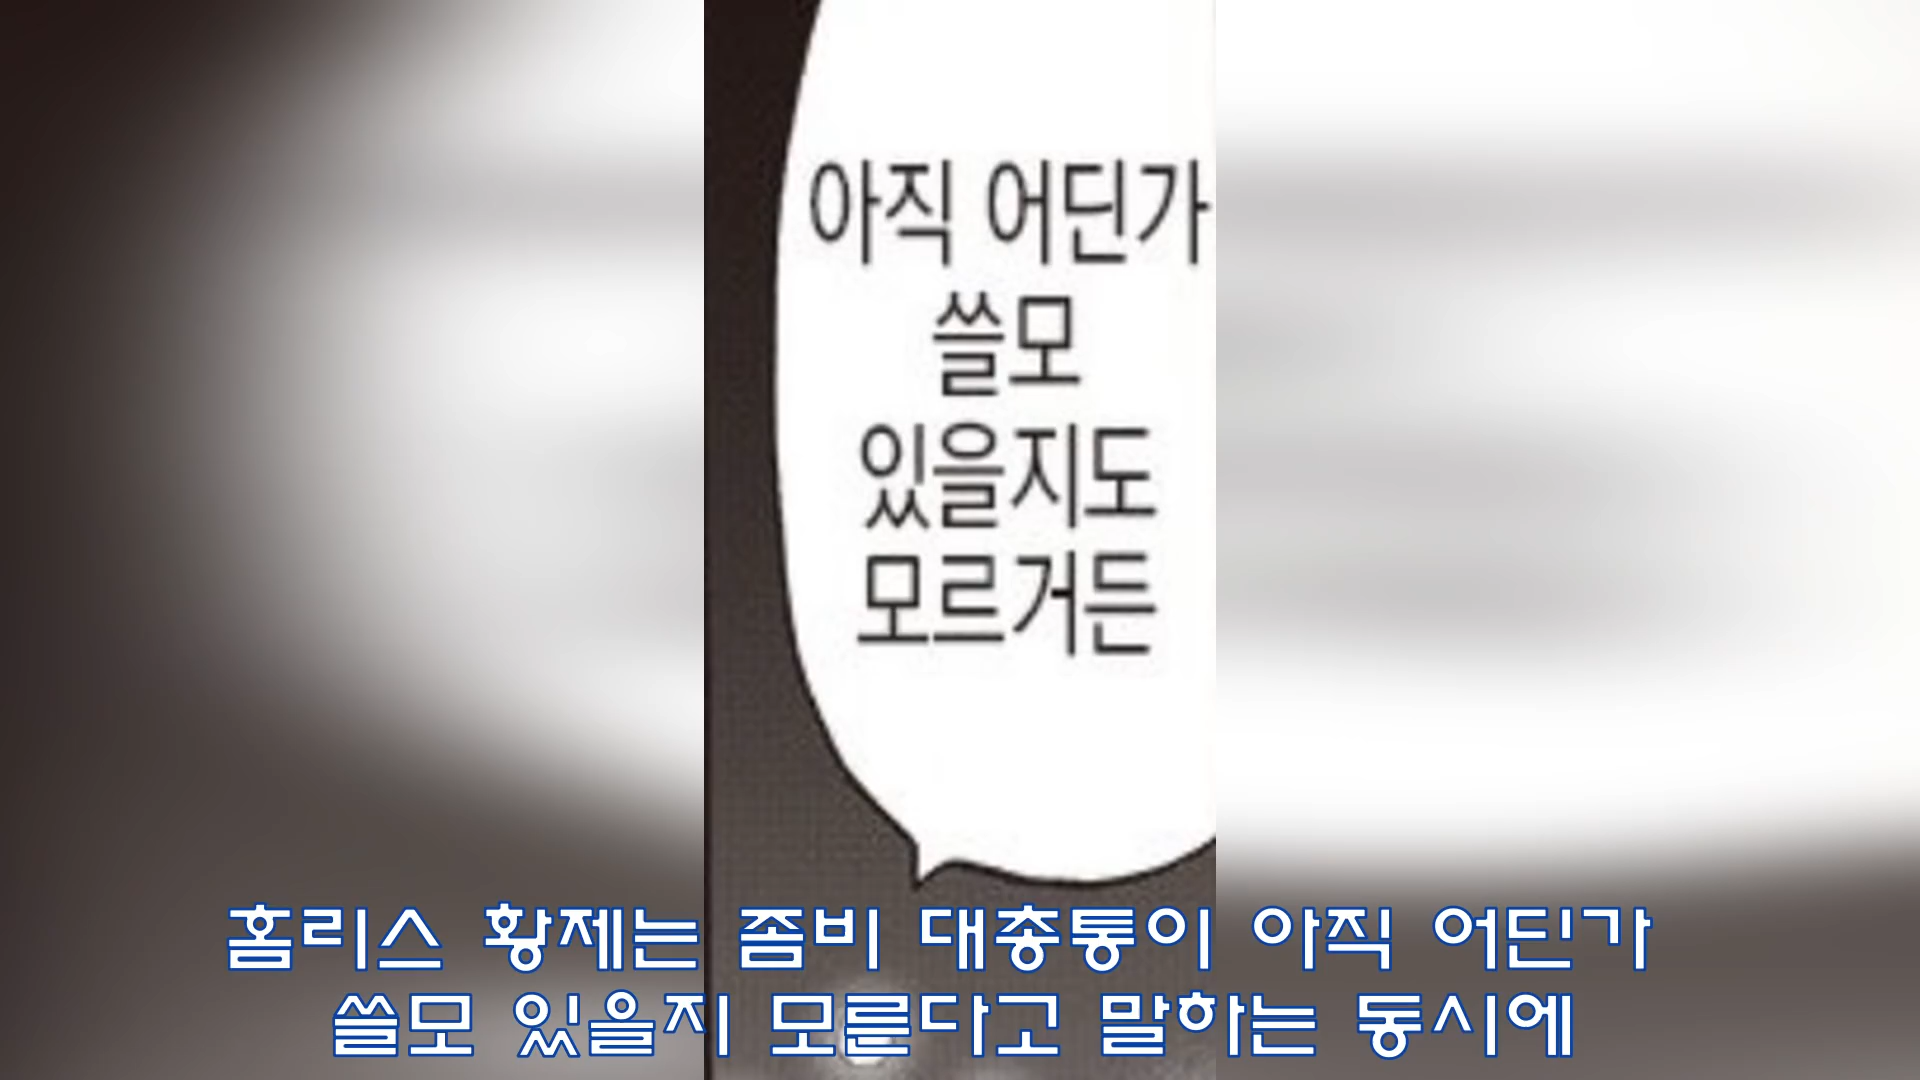 아직 어딘가
쓸모
있을지도
모르거든
홈리스 황제는 좀비 대총통이 아직 어딘가
쓸모 있을지 모른다고 말하는 동시에